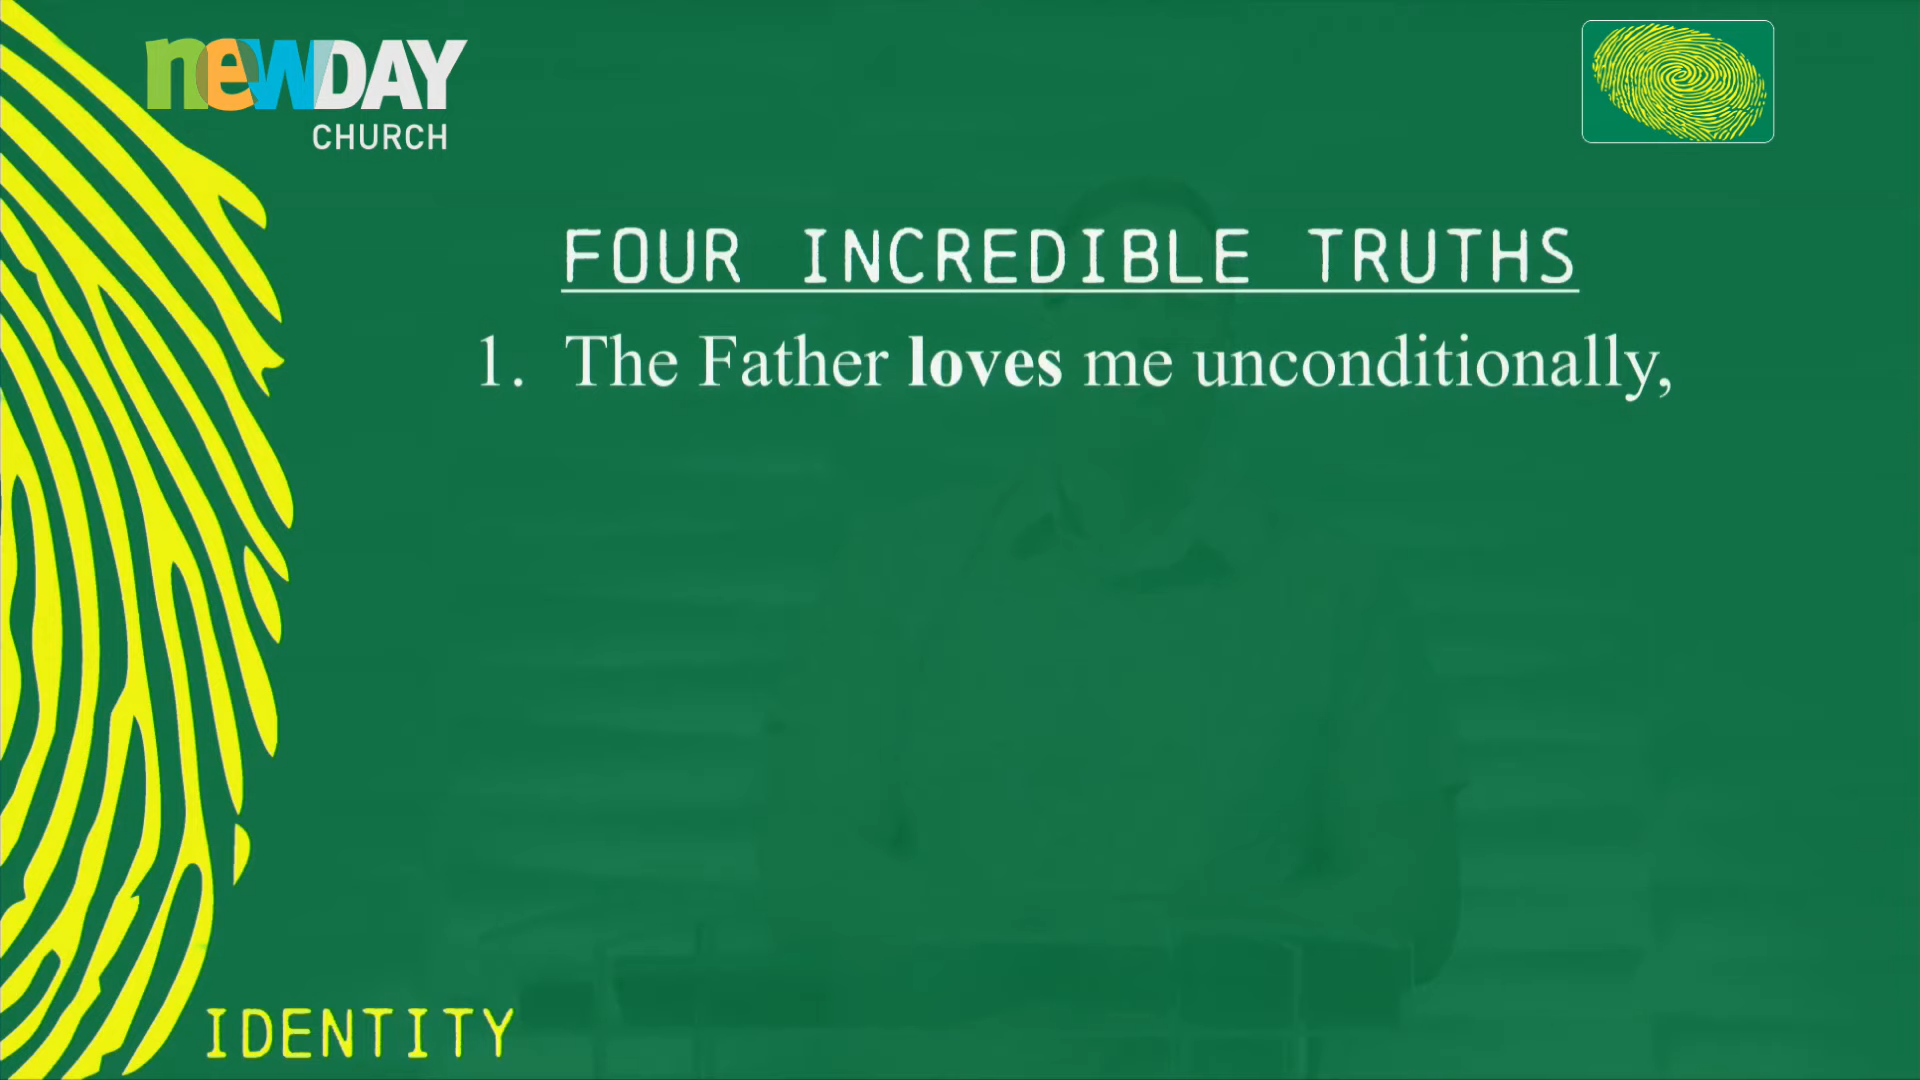 newDAY
CHURCH
FOUR INCREDIBLE TRUTHS
1. The Father loves me unconditionally,
IDENTITY